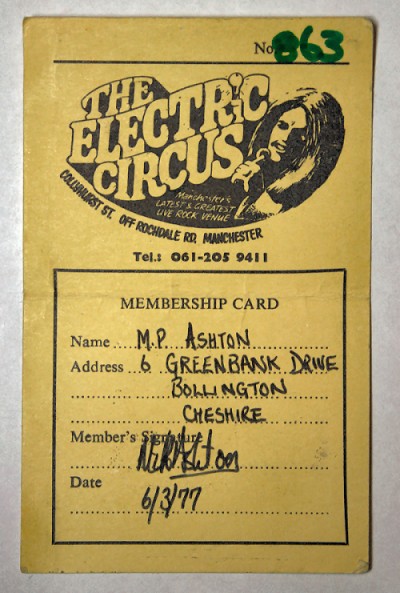 No 863
THE
ELECTRIC
CIRCUS
Manchester's
LATEST & GREATEST
LIVE ROCK VENUE
COLLYHURST ST. OFF ROCHDALE RD. MANCHESTER
Tel.: 061-205 9411
MEMBERSHIP CARD
Name M.P. ASHTON
Address 6 GREENBANK DRIVE
BOLLINGTON
CHESHIRE
Member's Signature
Date
6/3/77